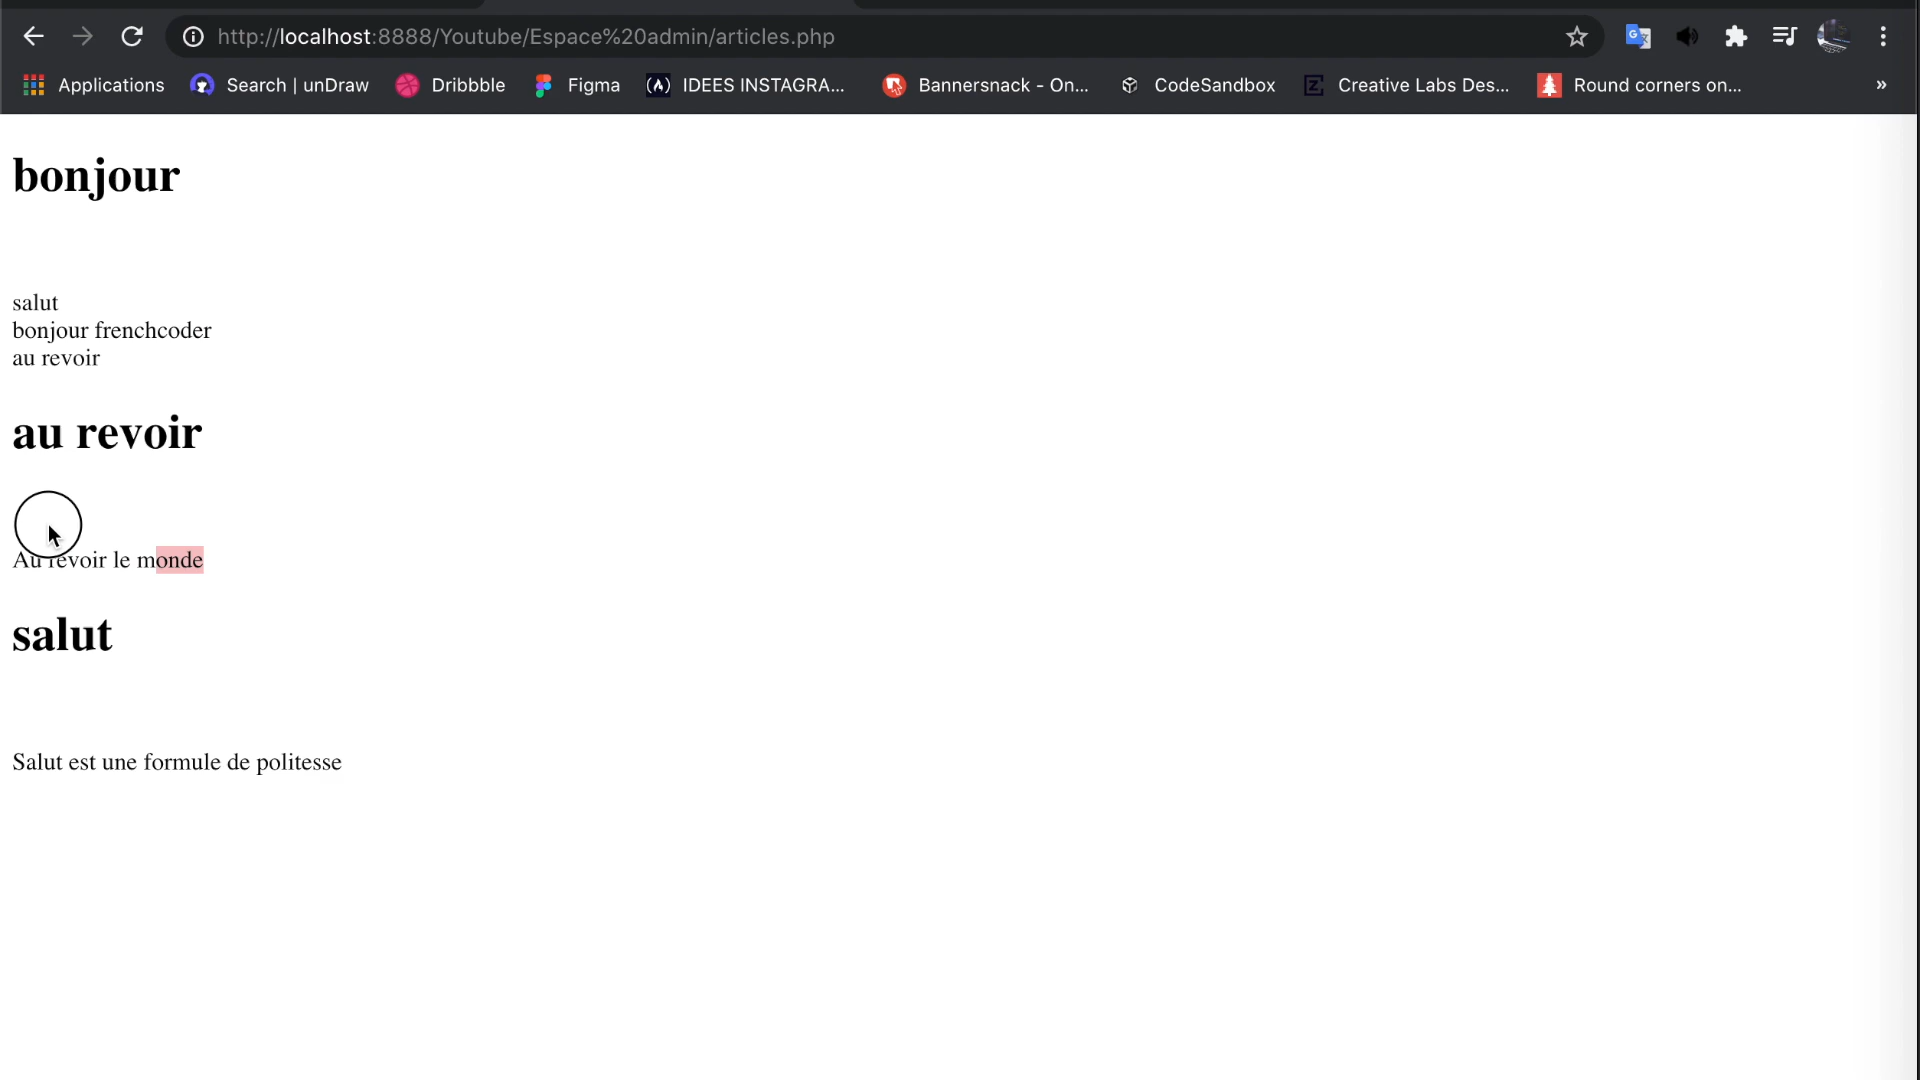 http://localhost:8888/Youtube/Espace%20admin/articles.php
Applications Search | unDraw Dribbble Figma IDEES INSTAGRA... Bannersnack - On... CodeSandbox Creative Labs Des... Round corners on... »
bonjour
salut
bonjour frenchcoder
au revoir
au revoir
Au revoir le monde
salut
Salut est une formule de politesse